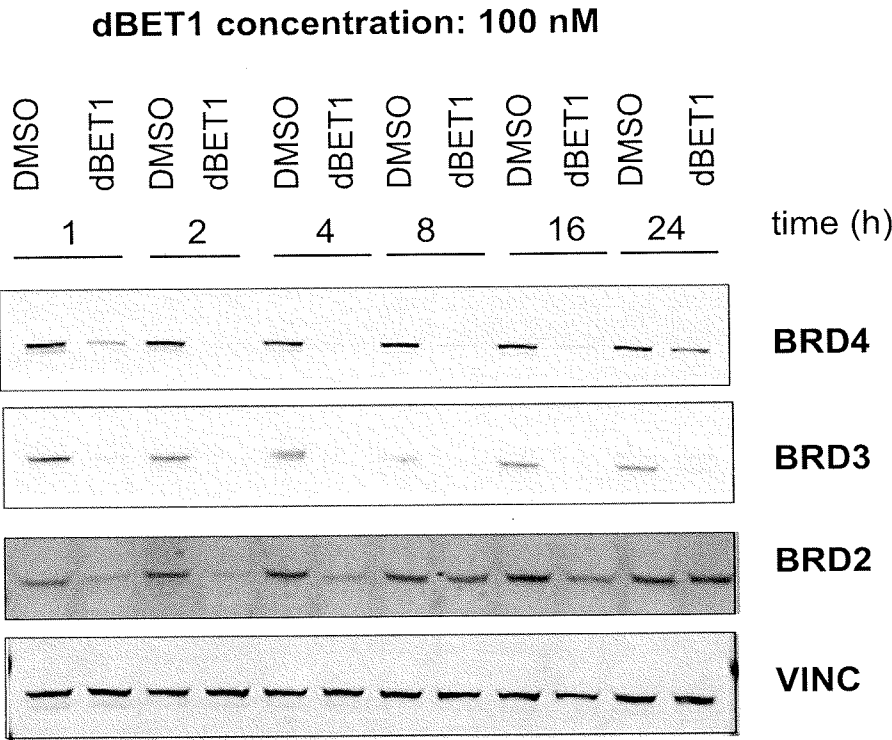 dBET1 concentration: 100 nM
DMSO dBET1 DMSO dBET1 DMSO dBET1 DMSO dBET1 DMSO dBET1 DMSO dBET1
1 2 4 8 16 24 time (h)
BRD4
BRD3
BRD2
VINC